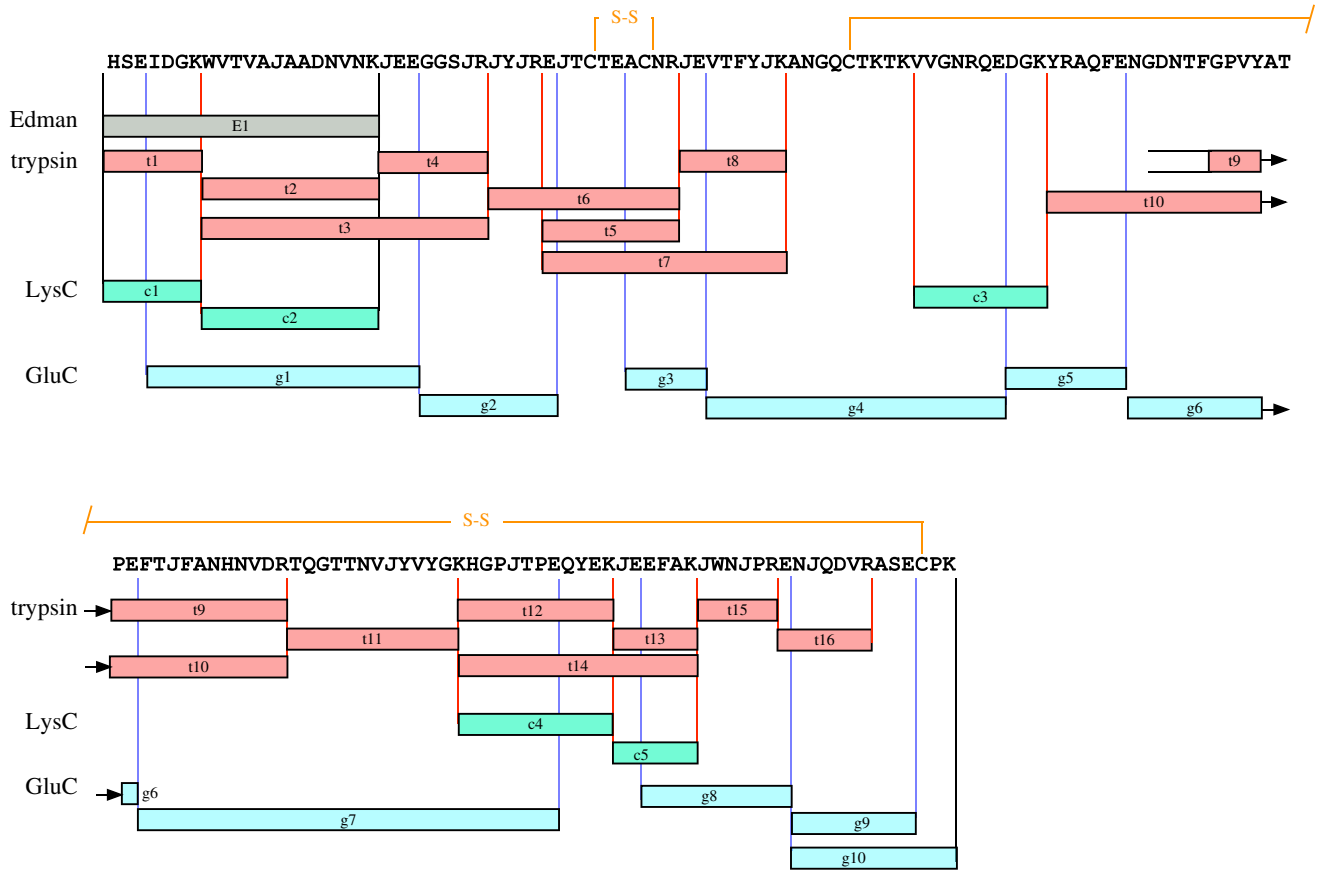 S-S
HSEIDGKWVTVAJAADNVNKJEEGGSJRJYJREJTCTEACNRJEVTFYJKANGQCTKTKVVGNRQEDGKYRAQFENGDNTFGPVYAT
Edman E1
trypsin t1 t4 t8 t9
t2 t6 t10
t3 t5
t7
LysC c1 c3
c2
GluC g1 g3 g5
g2 g4 g6
S-S
PEFTJFANHNVDRTQGTTNVJYVYGKHGPJTPEQYEKJEEFAKJWNJPRENJQDVRASECPK
trypsin t9 t12 t15
t11 t13 t16
t10 t14
LysC c4
c5
GluC g6 g8
g7 g9
g10